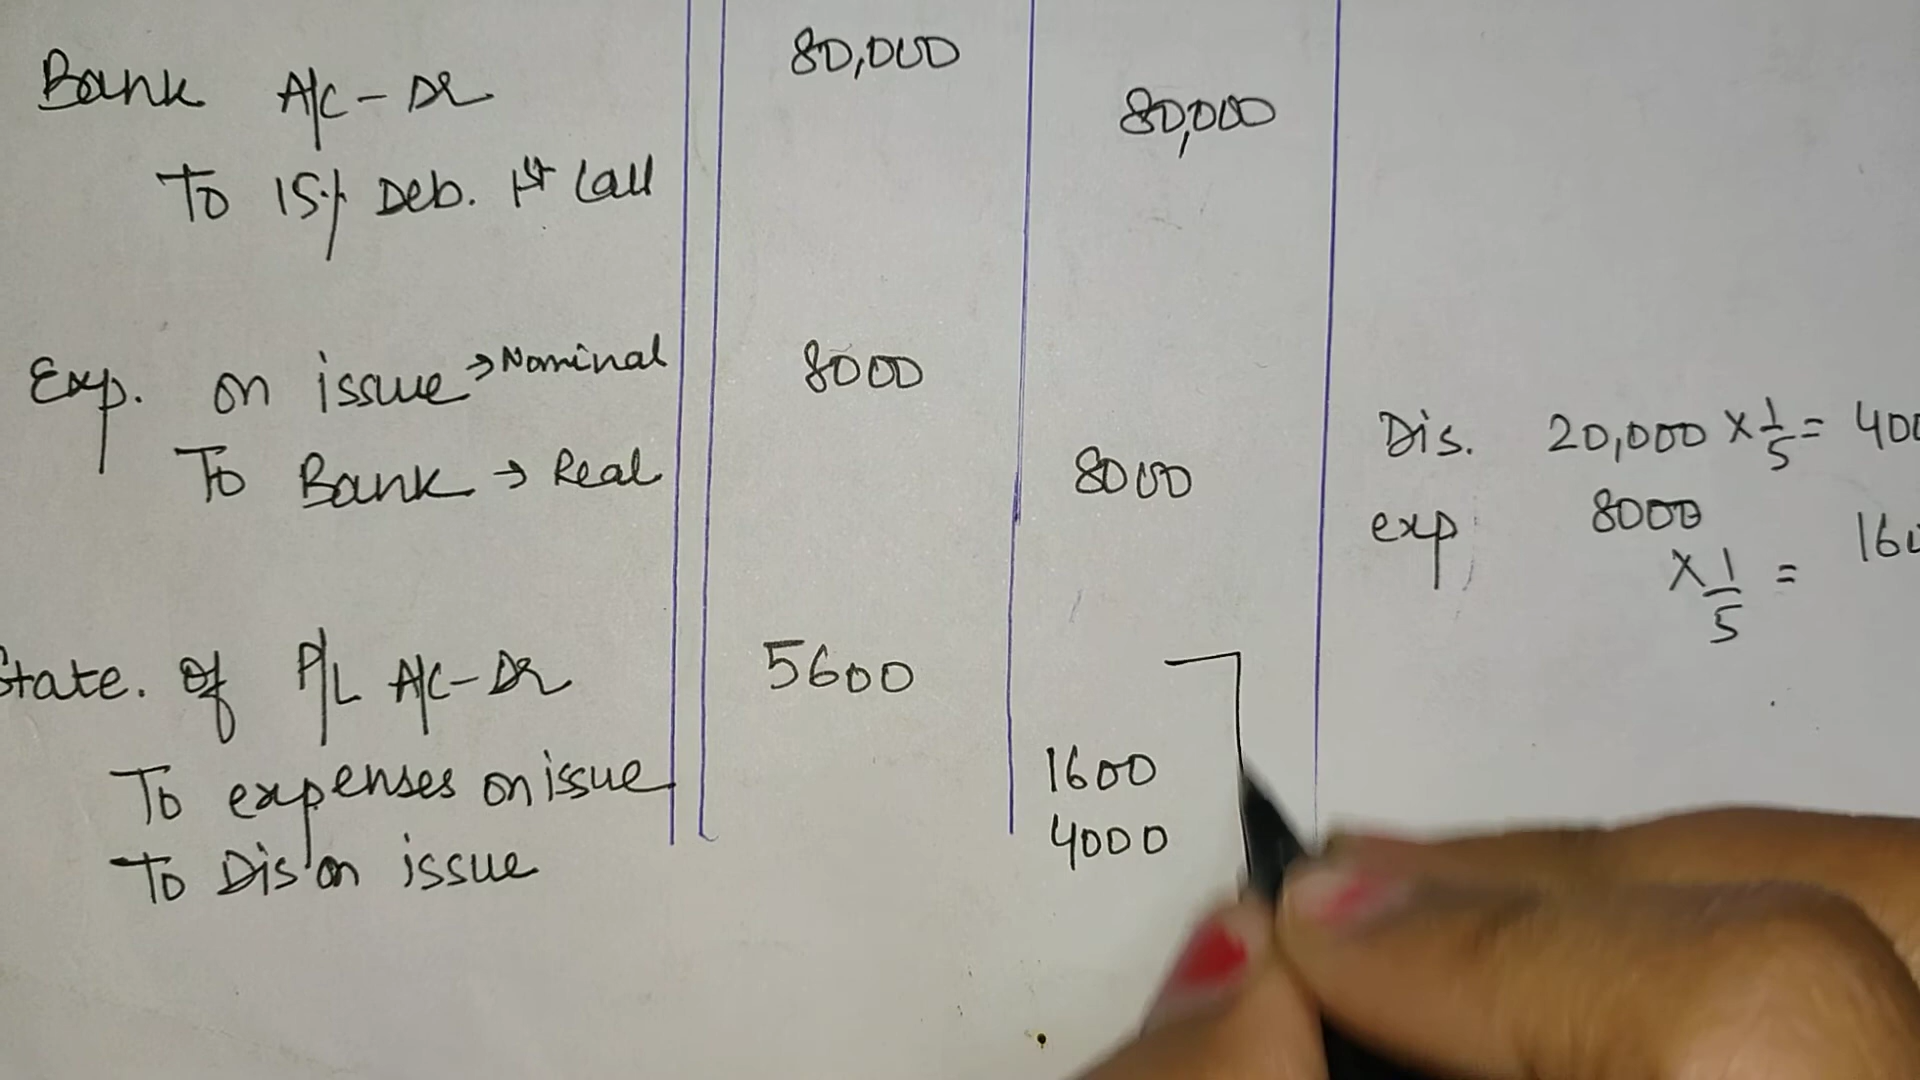 Bank A/c - Dr 80,000
To 15% Deb. 1st Call 80,000
Exp. on issue → Nominal 8000
To Bank → Real 8000
Dis. 20,000 × 1/5 = 400
exp 8000 × 1/5 = 160
State. of P/L A/c - Dr 5600
To expenses on issue 1600
To Dis on issue 4000